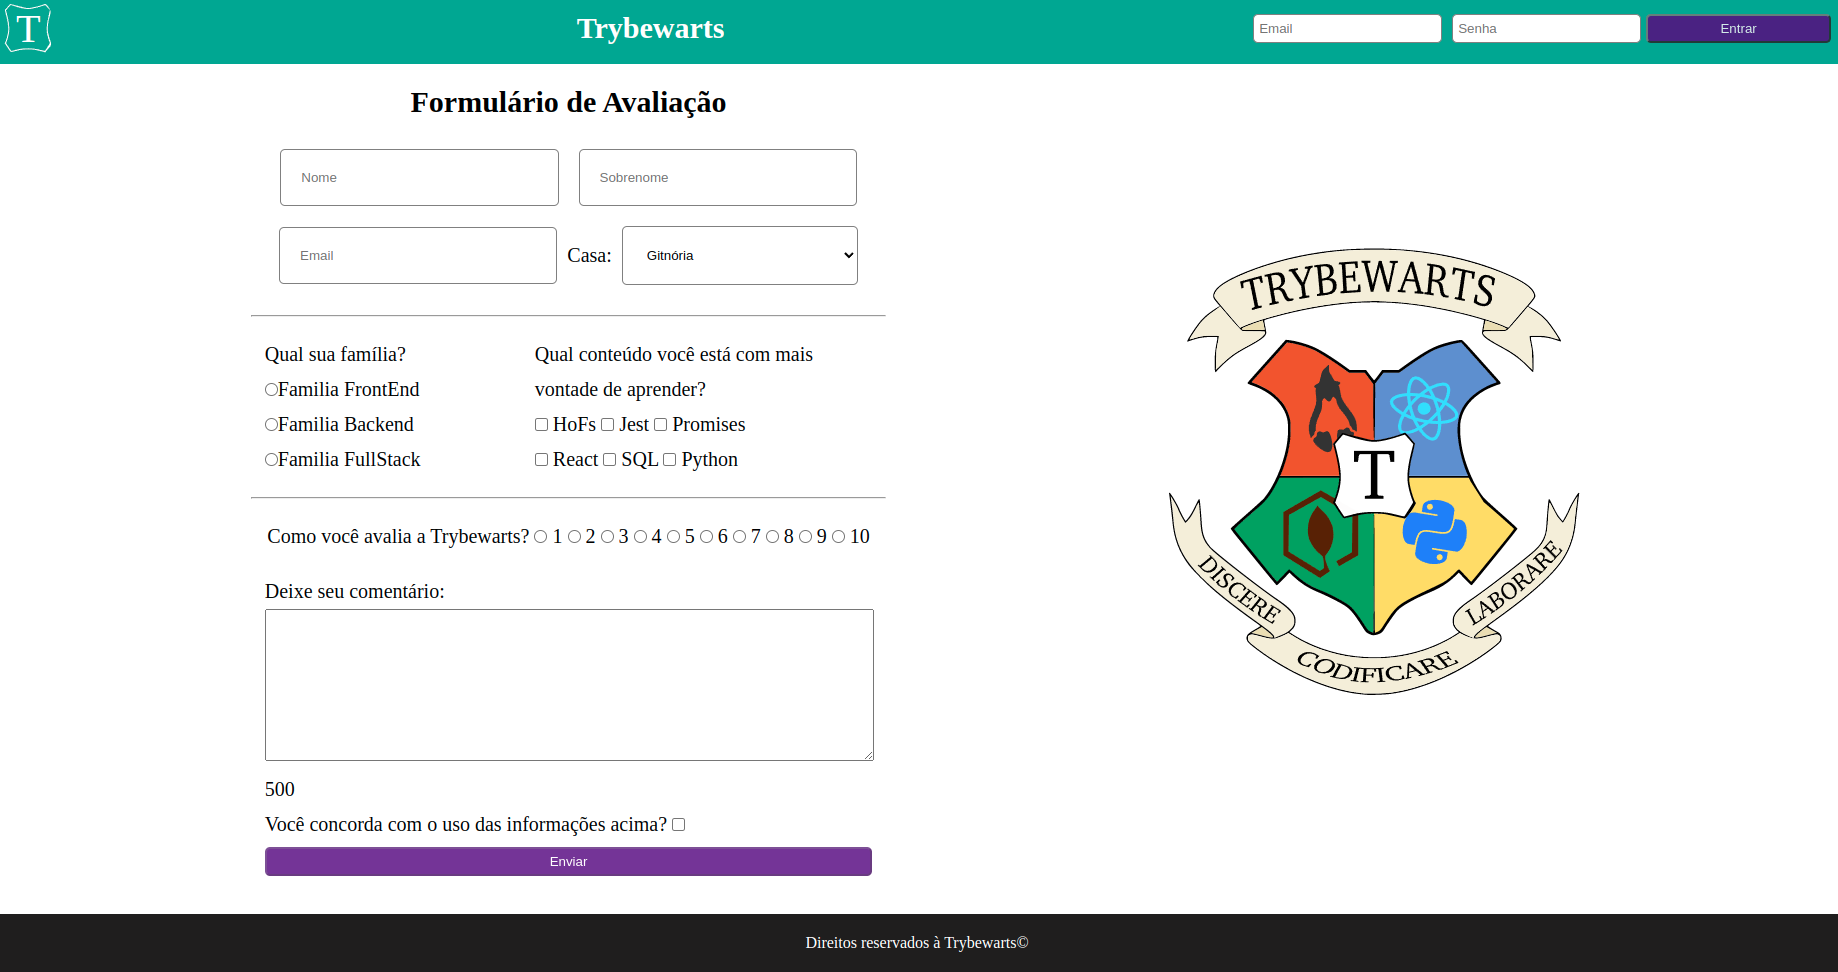 T
Trybewarts
Email
Senha
Entrar
Formulário de Avaliação
Nome
Sobrenome
Email
Casa:
Gitnória
Qual sua família?
Familia FrontEnd
Familia Backend
Familia FullStack
Qual conteúdo você está com mais
vontade de aprender?
HoFs Jest Promises
React SQL Python
Como você avalia a Trybewarts? 1 2 3 4 5 6 7 8 9 10
Deixe seu comentário:
500
Você concorda com o uso das informações acima?
Enviar
TRYBEWARTS
T
DISCERE
CODIFICARE
LABORARE
Direitos reservados à Trybewarts©